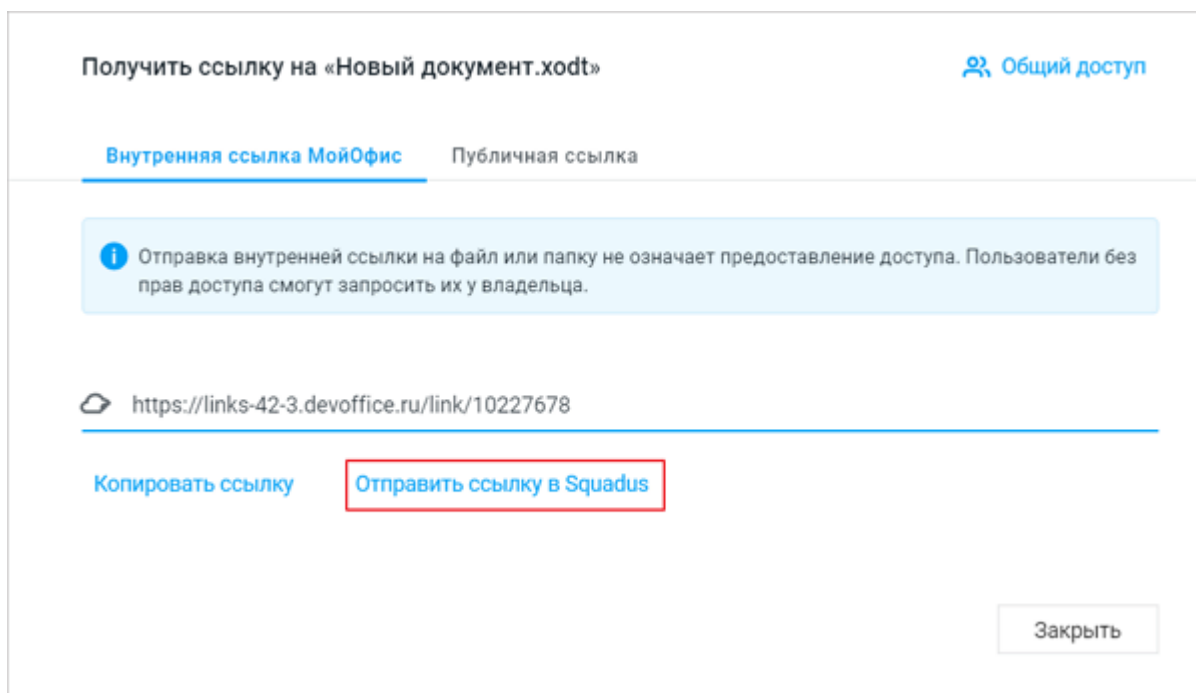 Получить ссылку на «Новый документ.xodt»
Общий доступ
Внутренняя ссылка МойОфис
Публичная ссылка
Отправка внутренней ссылки на файл или папку не означает предоставление доступа. Пользователи без
прав доступа смогут запросить их у владельца.
https://links-42-3.devoffice.ru/link/10227678
Копировать ссылку
Отправить ссылку в Squadus
Закрыть